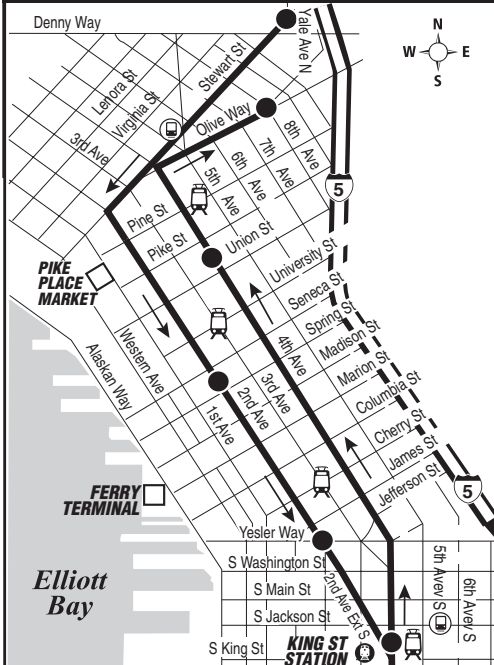 Denny Way
Yale Ave N
N
W E
S
Stewart St
Lenora St
Virginia St
Olive Way
3rd Ave
8th Ave
7th Ave
6th Ave
5th Ave
5
Pine St
Pike St
Union St
University St
PIKE
PLACE
MARKET
Seneca St
Spring St
Madison St
Marion St
Columbia St
Cherry St
James St
Jefferson St
Western Ave
Alaskan Way
4th Ave
3rd Ave
2nd Ave
1st Ave
5
FERRY
TERMINAL
Yesler Way
S Washington St
S Main St
S Jackson St
S King St
2nd Ave Ext S
5th Avev S
6th Avev S
Elliott
Bay
KING ST
STATION